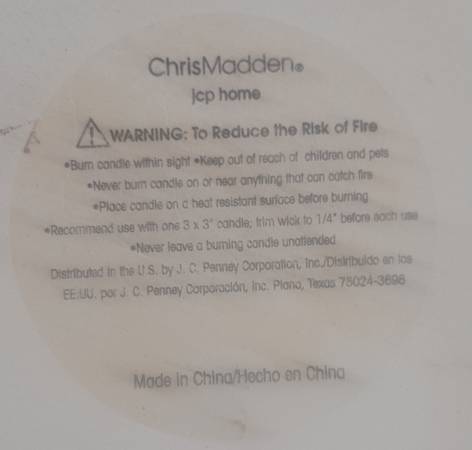 ChrisMadden®
jcp home
WARNING: To Reduce the Risk of Fire
•Burn candle within sight •Keep out of reach of children and pets
•Never burn candle on or near anything that can catch fire
•Place candle on a heat resistant surface before burning
•Recommend use with one 3 x 3" candle; trim wick to 1/4" before each use
•Never leave a burning candle unattended
Distributed in the U.S. by J. C. Penney Corporation, Inc./Distribuido en los
EE.UU. por J. C. Penney Corporación, Inc. Plano, Texas 75024-3698
Made in China/Hecho en China